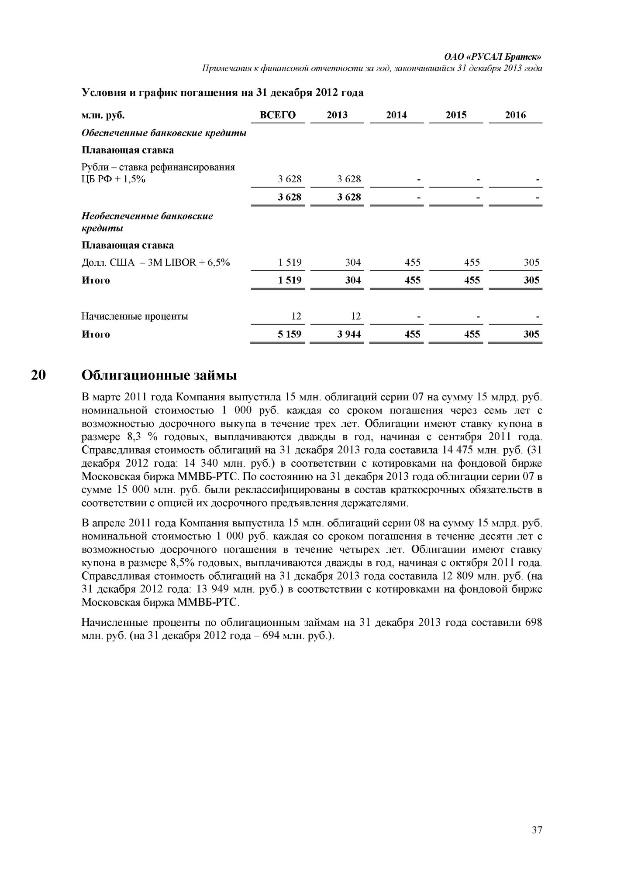 ОАО «РУСАЛ Братск»
Примечания к финансовой отчетности за год, закончившийся 31 декабря 2013 года
Условия и график погашения на 31 декабря 2012 года
млн. руб. ВСЕГО 2013 2014 2015 2016
Обеспеченные банковские кредиты
Плавающая ставка
Рубли – ставка рефинансирования
ЦБ РФ + 1,5% 3 628 3 628 - - -
3 628 3 628 - - -
Необеспеченные банковские
кредиты
Плавающая ставка
Долл. США – 3M LIBOR + 6,5% 1 519 304 455 455 305
Итого 1 519 304 455 455 305
Начисленные проценты 12 12 - - -
Итого 5 159 3 944 455 455 305
20 Облигационные займы
В марте 2011 года Компания выпустила 15 млн. облигаций серии 07 на сумму 15 млрд. руб.
номинальной стоимостью 1 000 руб. каждая со сроком погашения через семь лет с
возможностью досрочного выкупа в течение трех лет. Облигации имеют ставку купона в
размере 8,3 % годовых, выплачиваются дважды в год, начиная с сентября 2011 года.
Справедливая стоимость облигаций на 31 декабря 2013 года составила 14 475 млн. руб. (31
декабря 2012 года: 14 340 млн. руб.) в соответствии с котировками на фондовой бирже
Московская биржа ММВБ-РТС. По состоянию на 31 декабря 2013 года облигации серии 07 в
сумме 15 000 млн. руб. были реклассифицированы в состав краткосрочных обязательств в
соответствии с опцией их досрочного предъявления держателями.
В апреле 2011 года Компания выпустила 15 млн. облигаций серии 08 на сумму 15 млрд. руб.
номинальной стоимостью 1 000 руб. каждая со сроком погашения в течение десяти лет с
возможностью досрочного погашения в течение четырех лет. Облигации имеют ставку
купона в размере 8,5% годовых, выплачиваются дважды в год, начиная с октября 2011 года.
Справедливая стоимость облигаций на 31 декабря 2013 года составила 12 809 млн. руб. (на
31 декабря 2012 года: 13 949 млн. руб.) в соответствии с котировками на фондовой бирже
Московская биржа ММВБ-РТС.
Начисленные проценты по облигационным займам на 31 декабря 2013 года составили 698
млн. руб. (на 31 декабря 2012 года – 694 млн. руб.).
37